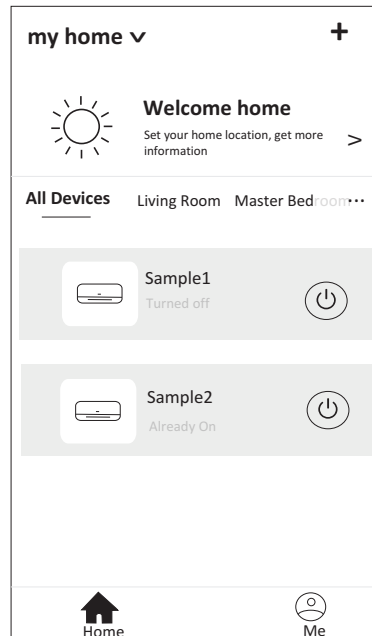 my home
+
Welcome home
Set your home location, get more
information
>
All Devices Living Room Master Bedroom ...
Sample1
Turned off
Sample2
Already On
Home Me